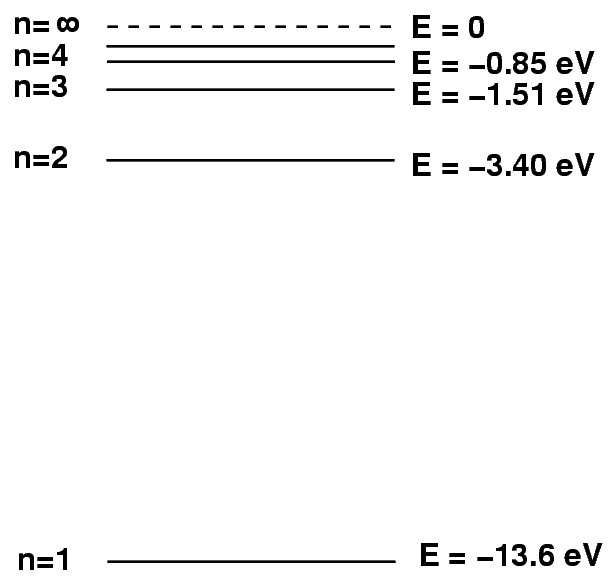 n=∞ E = 0
n=4 E = −0.85 eV
n=3 E = −1.51 eV
n=2 E = −3.40 eV
n=1 E = −13.6 eV